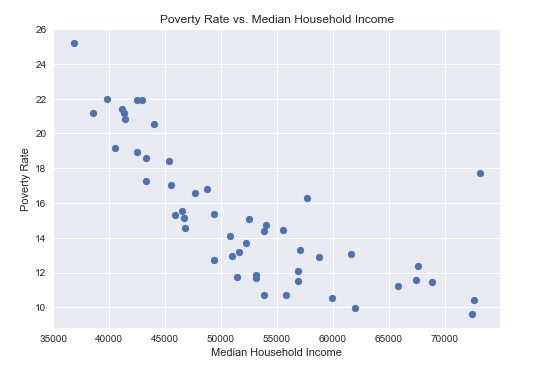 Poverty Rate vs. Median Household Income
26
24
22
20
18
16
14
12
10
Poverty Rate
35000 40000 45000 50000 55000 60000 65000 70000
Median Household Income